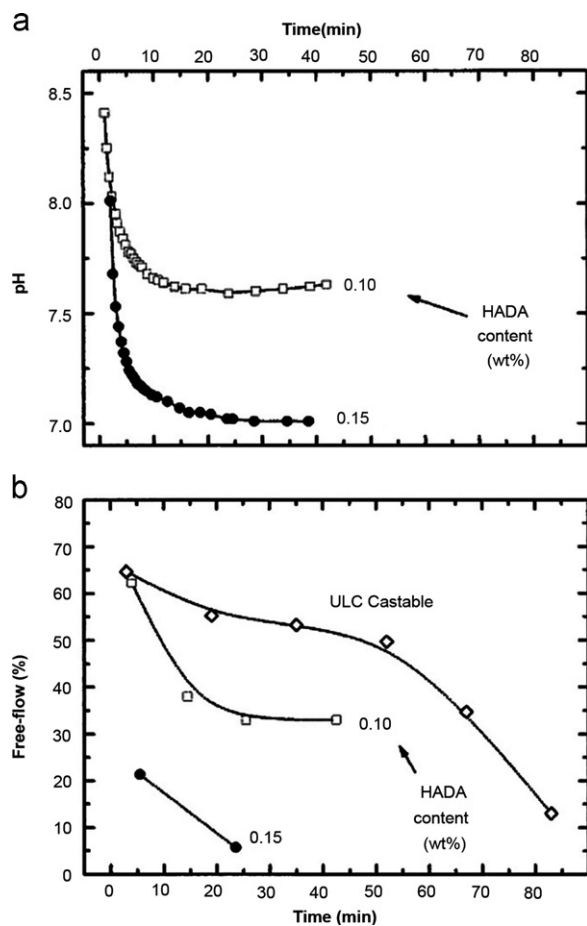 a
Time(min)
0 10 20 30 40 50 60 70 80
8.5
8.0
7.5
7.0
pH
0.10
0.15
HADA
content
(wt%)
b
80
70
60
50
40
30
20
10
0
Free-flow (%)
ULC Castable
0.10
0.15
HADA
content
(wt%)
0 10 20 30 40 50 60 70 80
Time (min)